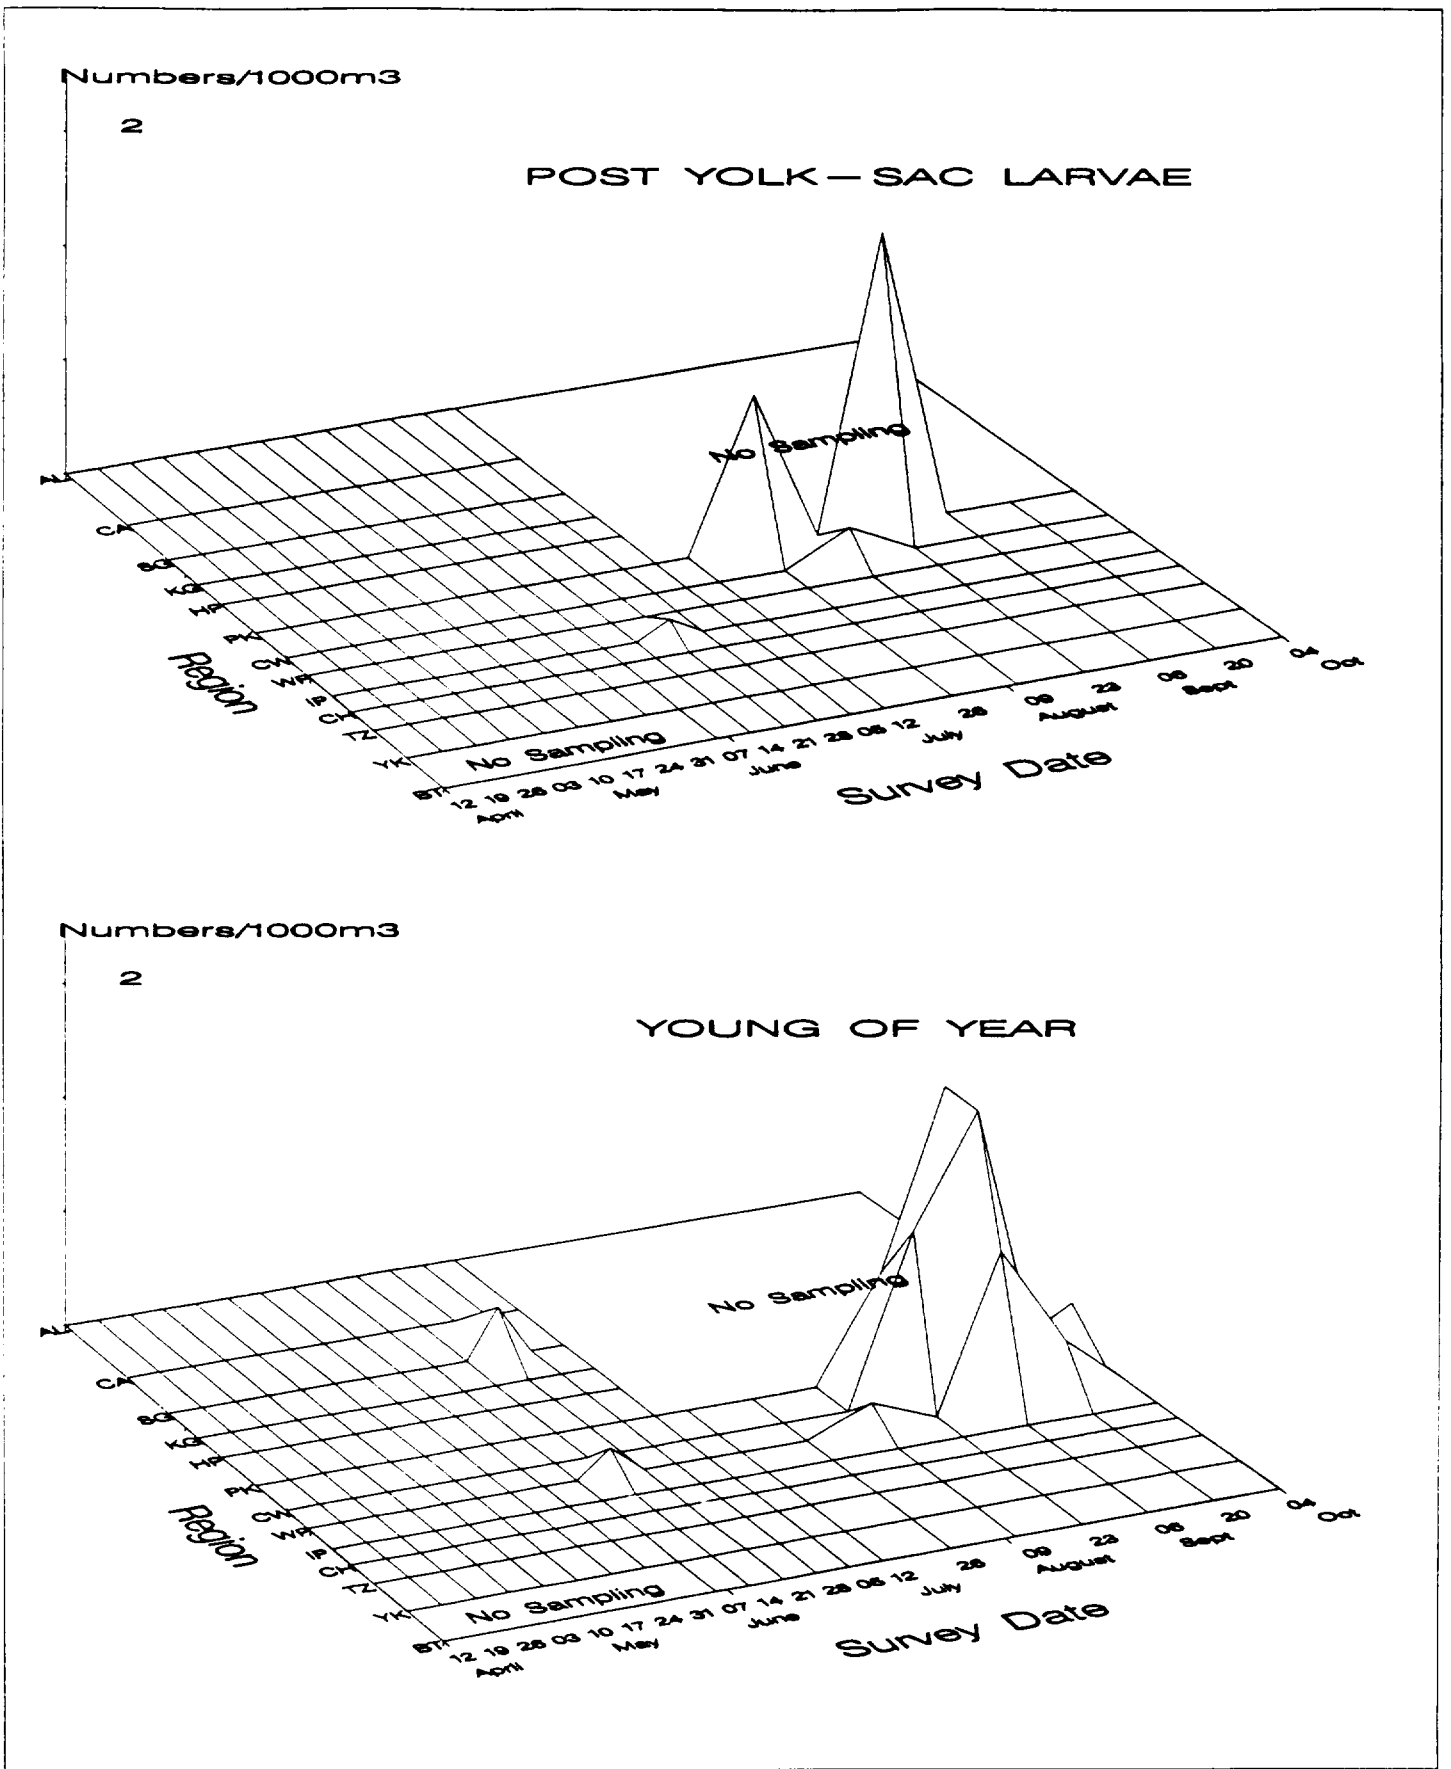 Numbers/1000m3
2
POST YOLK-SAC LARVAE
No Sampling
AL
CA
SG
KG
HP
PK
CW
WP
IP
CH
TZ
YK
BT
Region
No Sampling
12 19 26 03 10 17 24 31 07 14 21 28 06 12 26 09 23 06 20 04
April May June July August Sept Oct
Survey Date
Numbers/1000m3
2
YOUNG OF YEAR
No Sampling
AL
CA
SG
KG
HP
PK
CW
WP
IP
CH
TZ
YK
BT
Region
No Sampling
12 19 26 03 10 17 24 31 07 14 21 28 06 12 26 09 23 06 20 04
April May June July August Sept Oct
Survey Date